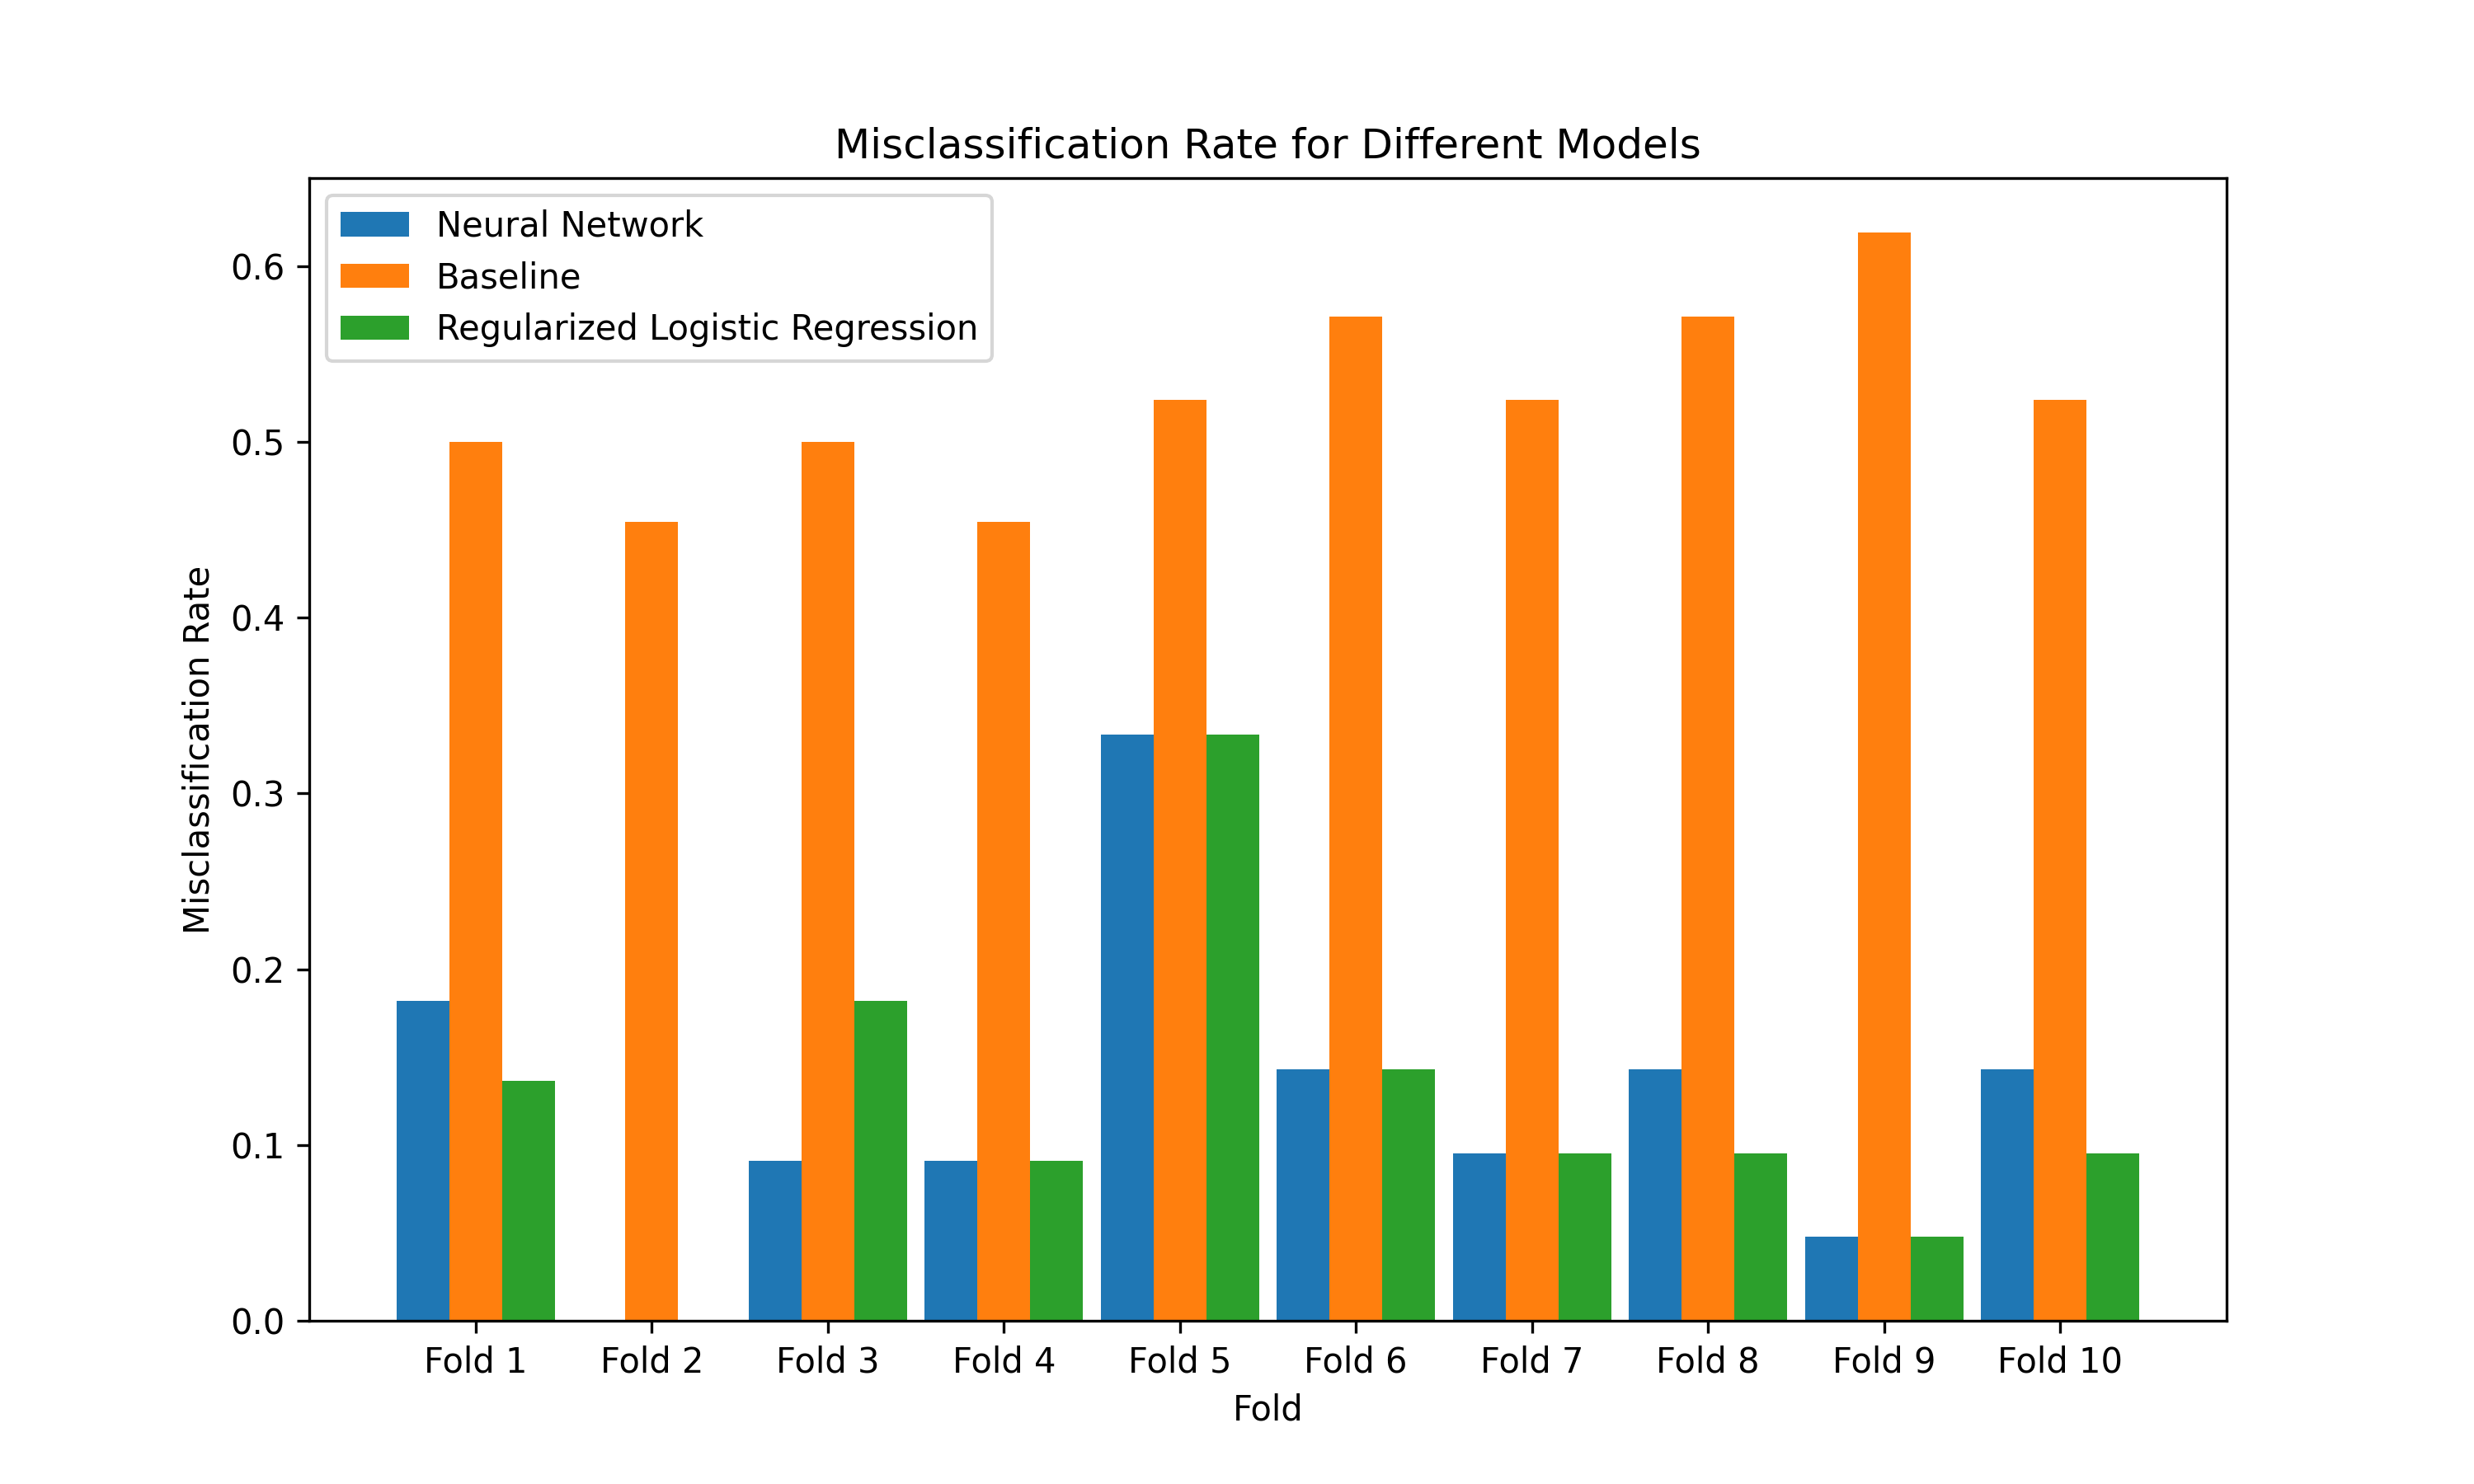 Misclassification Rate for Different Models
Neural Network
Baseline
Regularized Logistic Regression
Misclassification Rate
0.6
0.5
0.4
0.3
0.2
0.1
0.0
Fold 1 Fold 2 Fold 3 Fold 4 Fold 5 Fold 6 Fold 7 Fold 8 Fold 9 Fold 10
Fold